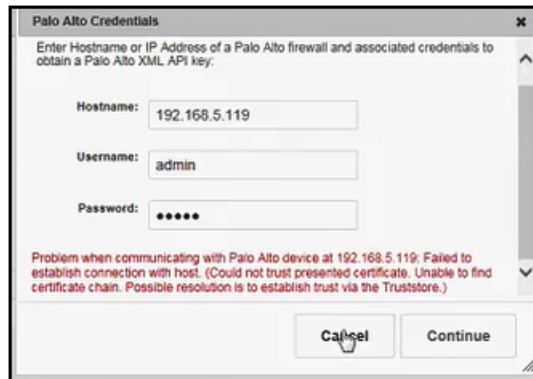 Palo Alto Credentials
Enter Hostname or IP Address of a Palo Alto firewall and associated credentials to
obtain a Palo Alto XML API key:
Hostname:
192.168.5.119
Username:
admin
Password:
•••••
Problem when communicating with Palo Alto device at 192.168.5.119: Failed to
establish connection with host. (Could not trust presented certificate. Unable to find
certificate chain. Possible resolution is to establish trust via the Truststore.)
Cancel
Continue